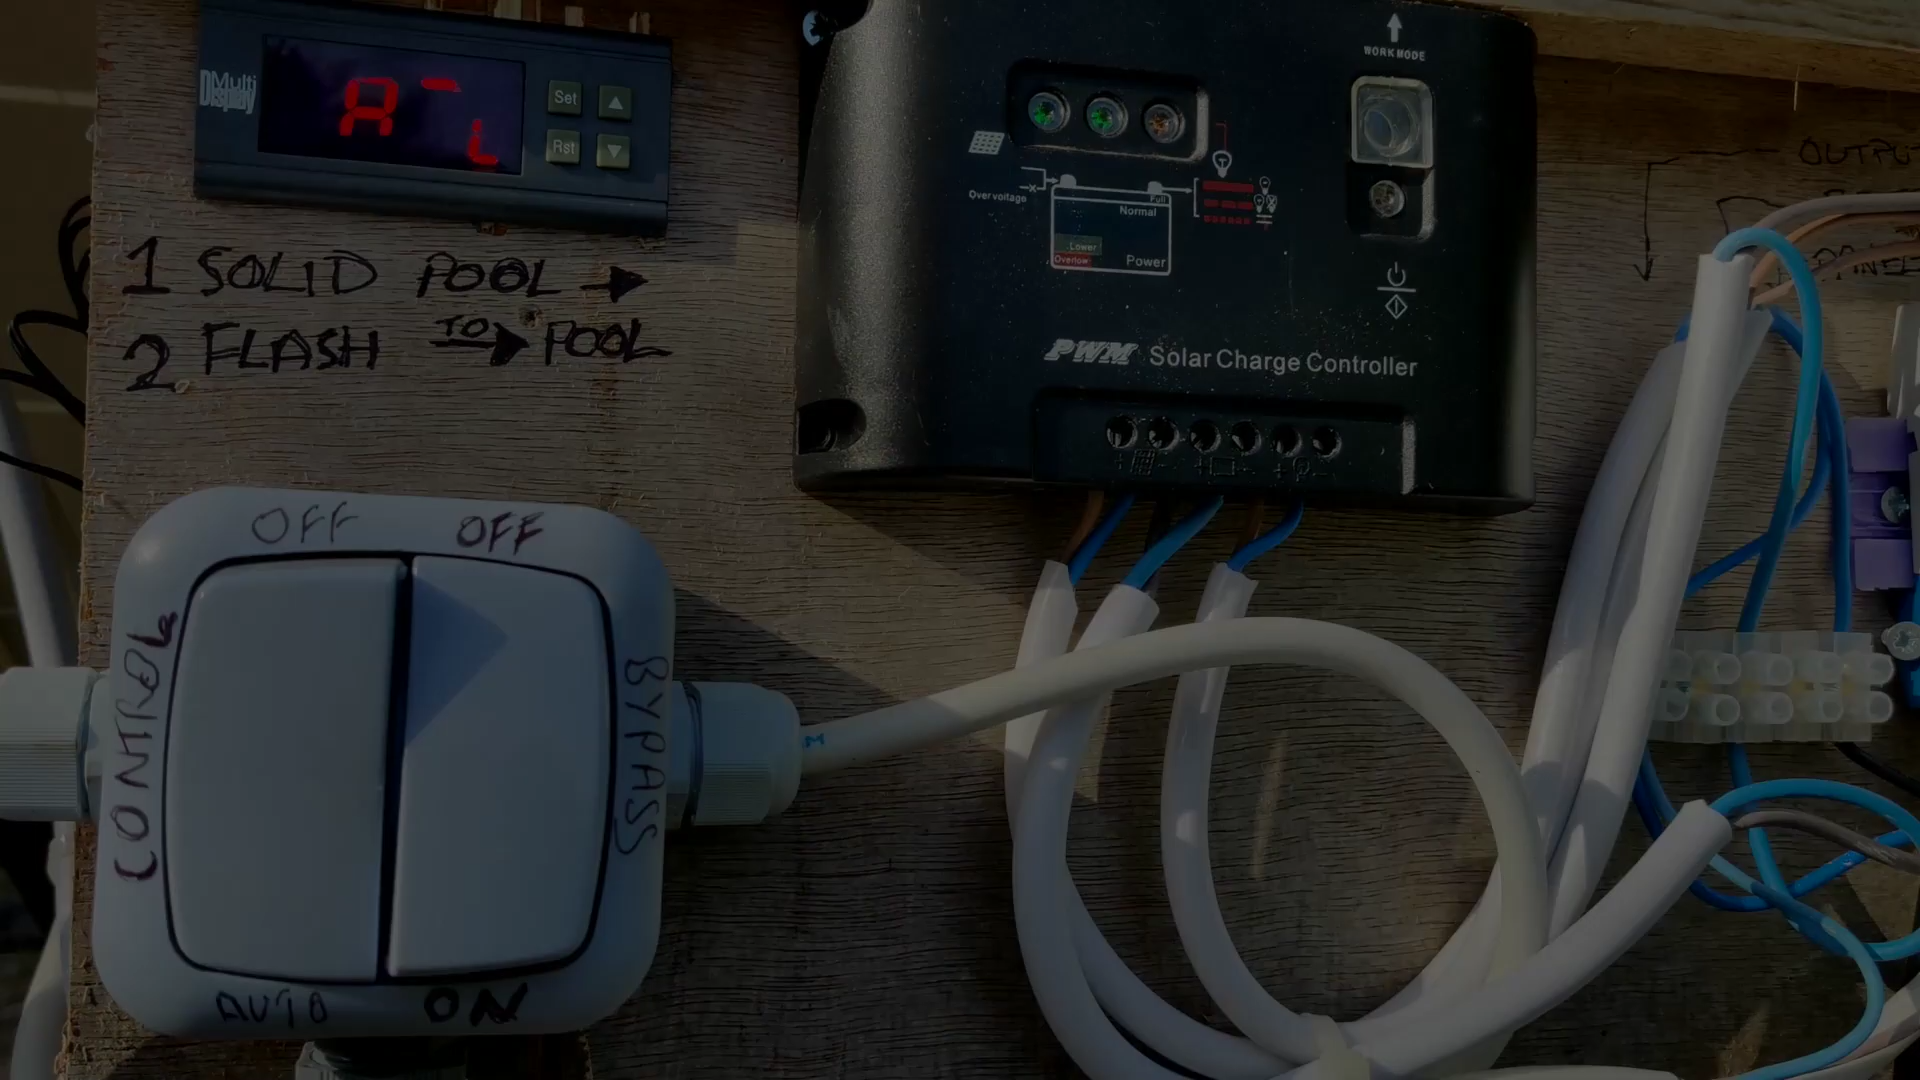 Multi
Display
Set
Rst
1 SOLID POOL →
2. FLASH TO → POOL
OFF OFF
CONTROL
BYPASS
AUTO ON
WORK MODE
Over voltage
Full
Normal
Lower
Overlow
Power
PWM Solar Charge Controller
OUTPUT
PANEL